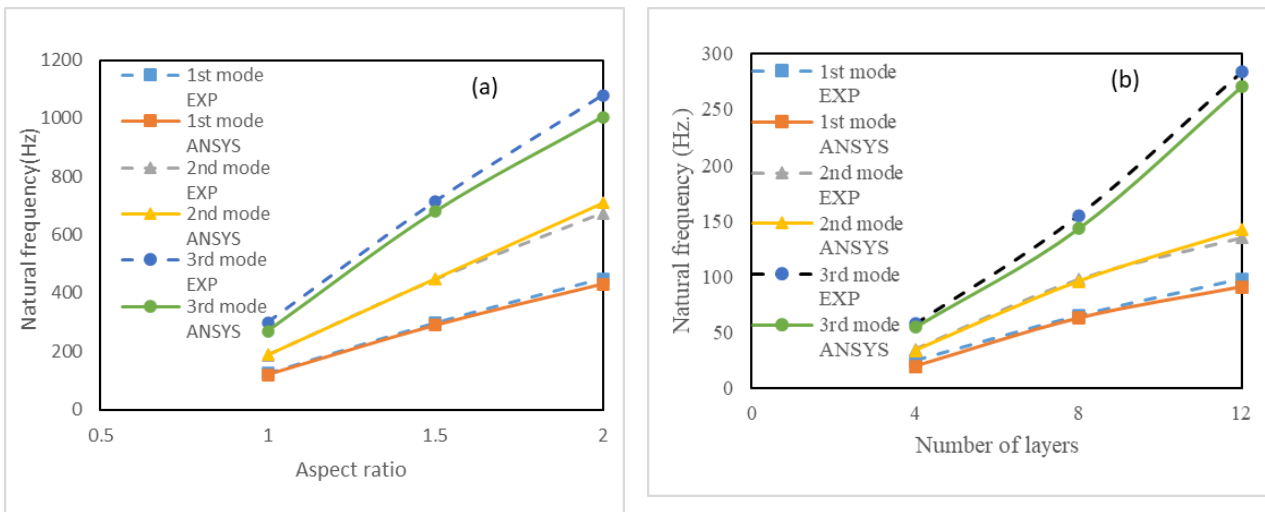 1200
1000
800
600
400
200
0
Natural frequency(Hz)
1st mode
EXP
1st mode
ANSYS
2nd mode
EXP
2nd mode
ANSYS
3rd mode
EXP
3rd mode
ANSYS
(a)
0.5
1
1.5
2
Aspect ratio
300
250
200
150
100
50
0
Natural frequency (Hz.)
1st mode
EXP
1st mode
ANSYS
2nd mode
EXP
2nd mode
ANSYS
3rd mode
EXP
3rd mode
ANSYS
(b)
0
4
8
12
Number of layers